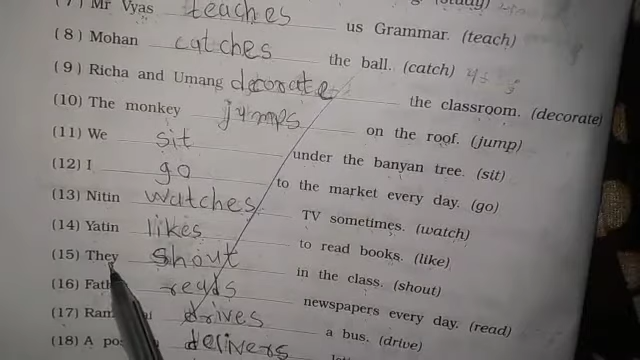 (7) Mr Vyas teaches us Grammar. (teach)
(8) Mohan catches the ball. (catch)
(9) Richa and Umang decorate the classroom. (decorate)
(10) The monkey jumps on the roof. (jump)
(11) We sit under the banyan tree. (sit)
(12) I go to the market every day. (go)
(13) Nitin watches TV sometimes. (watch)
(14) Yatin likes to read books. (like)
(15) They shout in the class. (shout)
(16) Fath reads newspapers every day. (read)
(17) Ram drives a bus. (drive)
(18) A po delivers